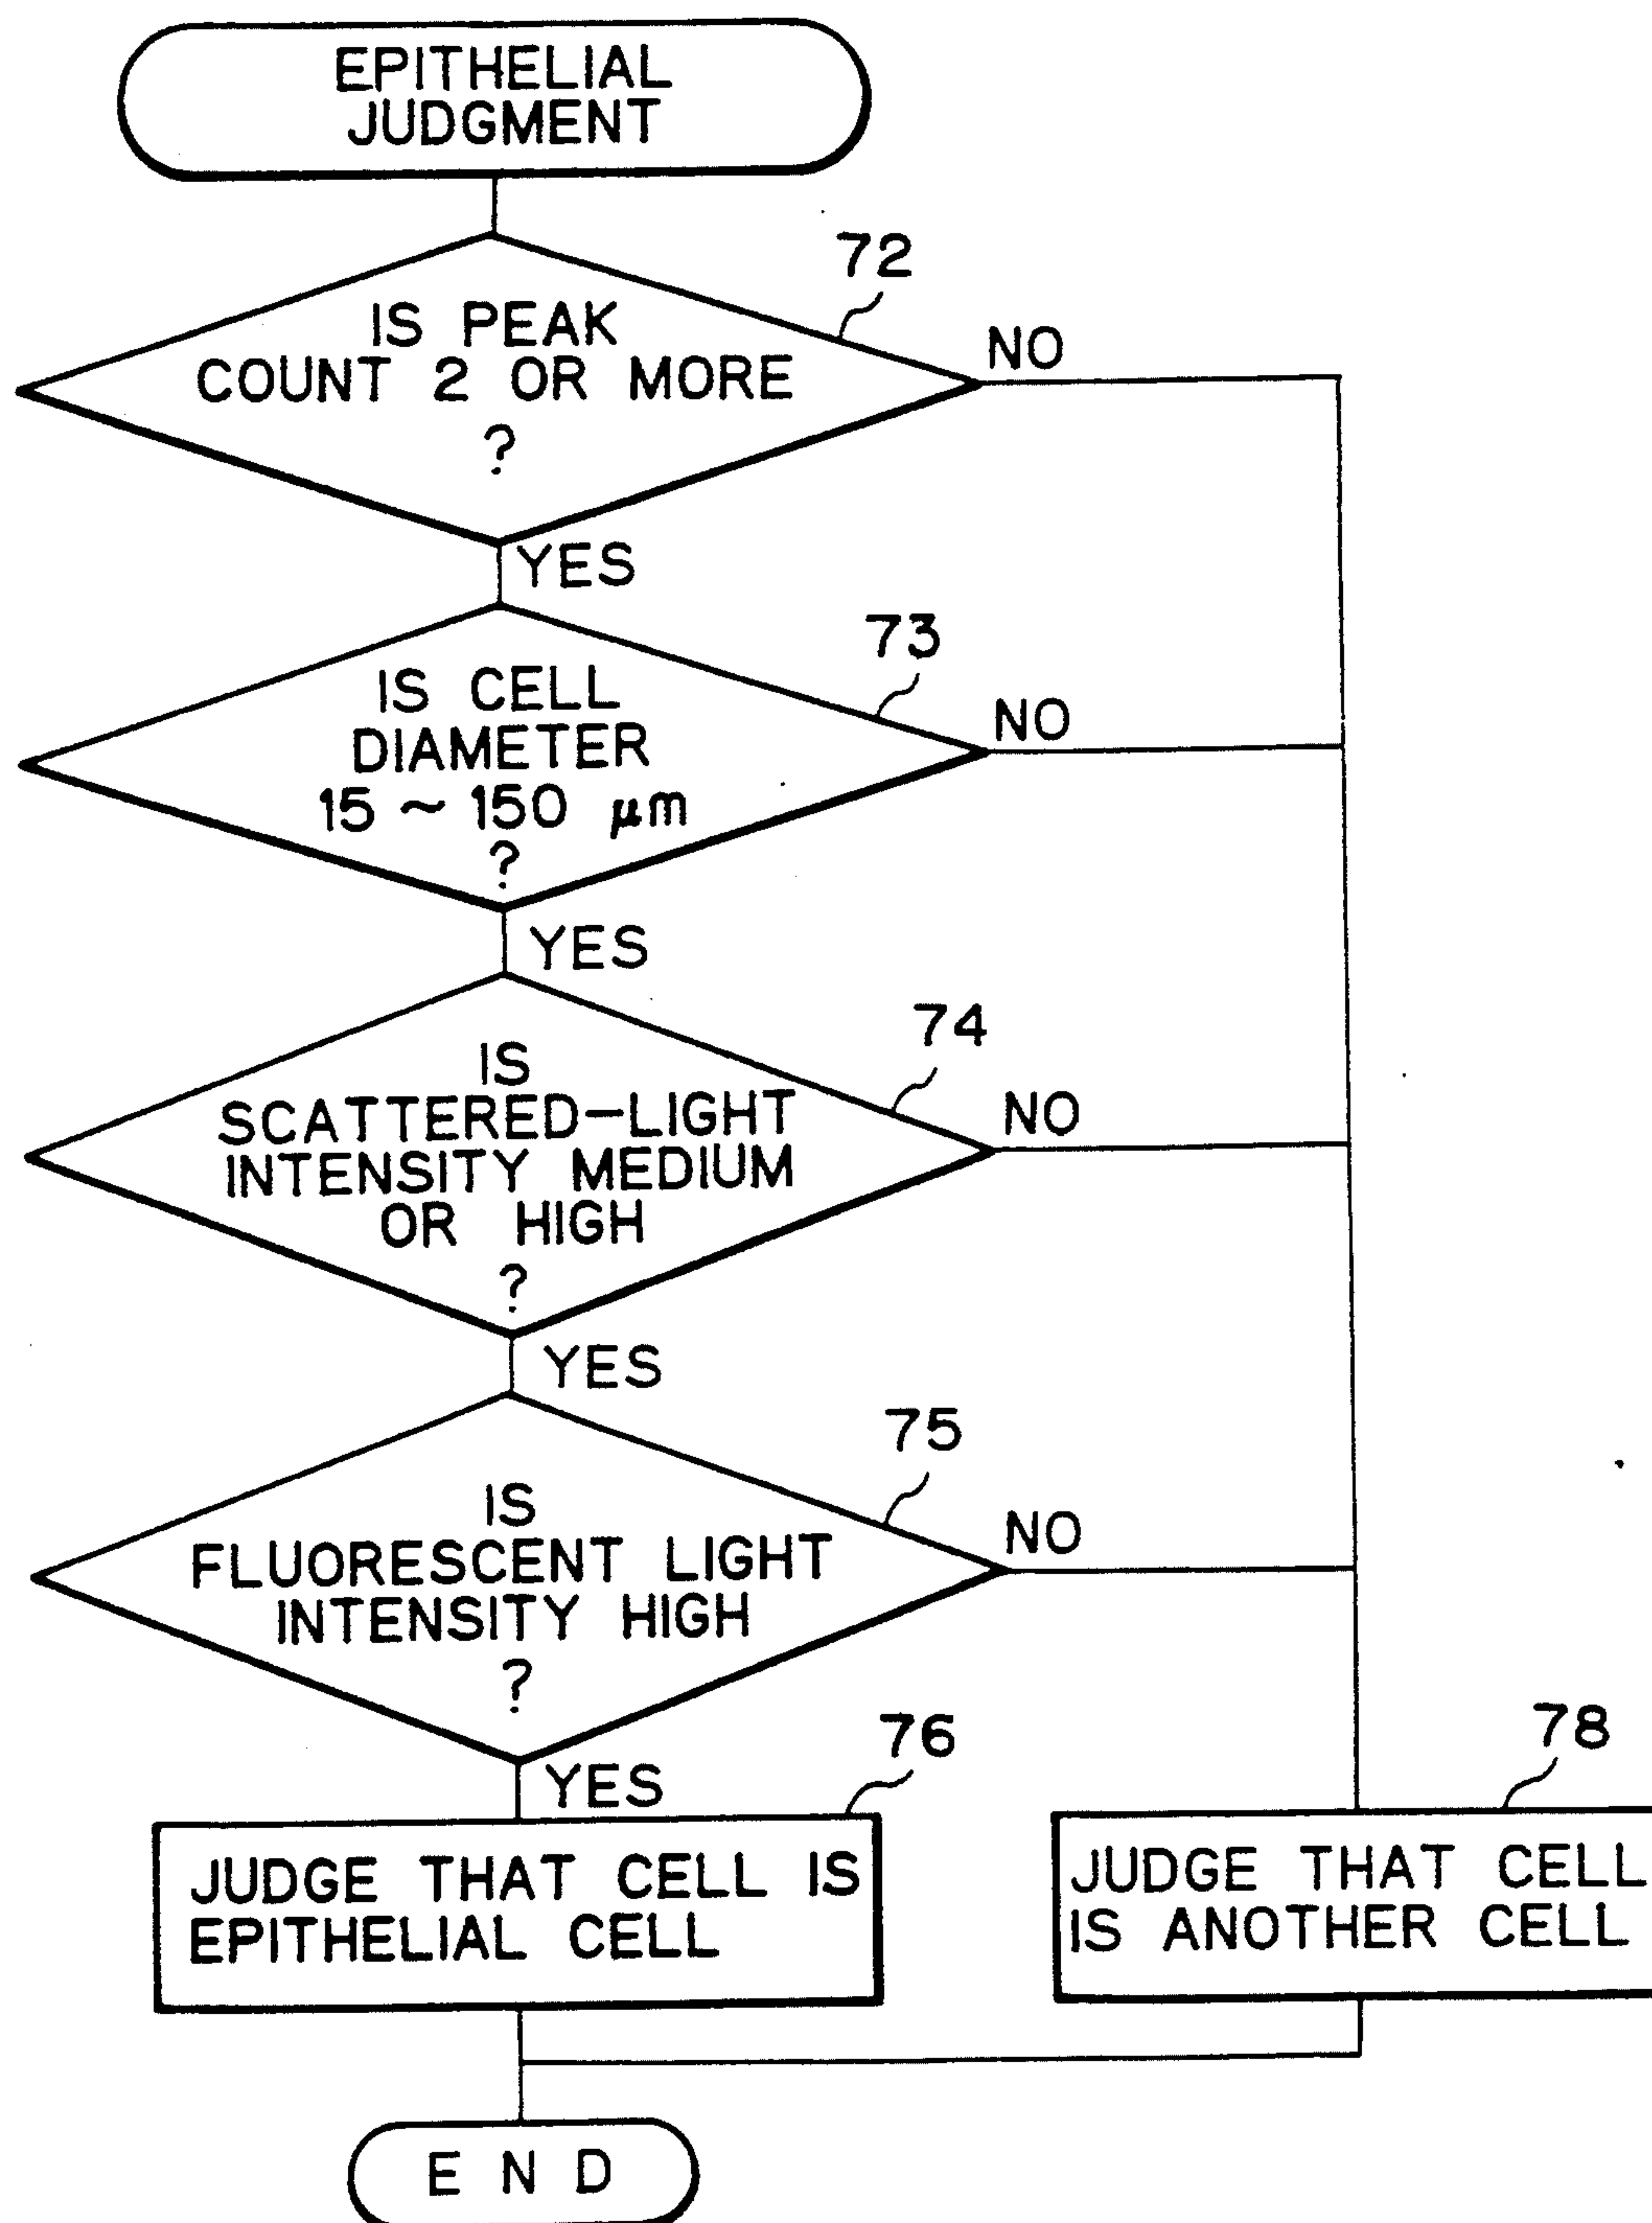 EPITHELIAL
JUDGMENT
72
IS PEAK
COUNT 2 OR MORE
?
NO
YES
73
IS CELL
DIAMETER
15 ~ 150 μm
?
NO
YES
74
IS
SCATTERED-LIGHT
INTENSITY MEDIUM
OR HIGH
?
NO
YES
75
IS
FLUORESCENT LIGHT
INTENSITY HIGH
?
NO
YES
76
JUDGE THAT CELL IS
EPITHELIAL CELL
78
JUDGE THAT CELL
IS ANOTHER CELL
E N D